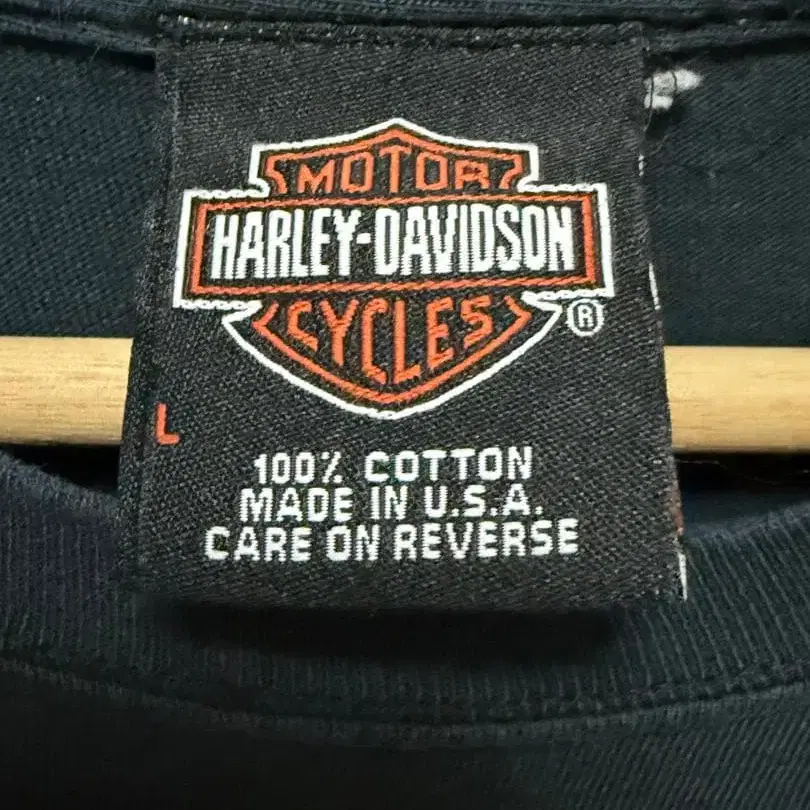 MOTOR
HARLEY-DAVIDSON
CYCLES
®
L
100% COTTON
MADE IN U.S.A.
CARE ON REVERSE